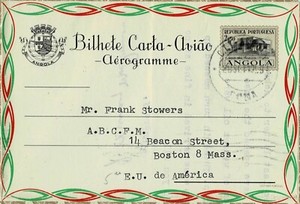 REPUBLICA PORTUGUESA
Bilhete Carta-Avião
ANGOLA
-Aérogramme-
ANGOLA
Mr. Frank Stowers
A.B.C.F.M.
14 Beacon Street,
Boston 8 Mass.
E.U. de América